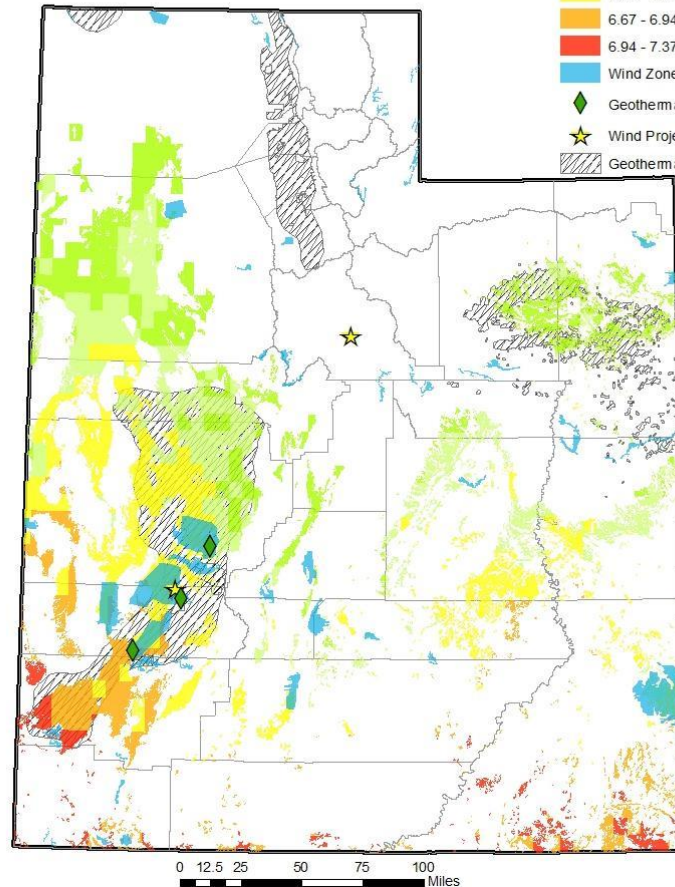 6.67 - 6.94
6.94 - 7.37
Wind Zone
Geotherma
Wind Proje
Geotherma
0 12.5 25 50 75 100
Miles